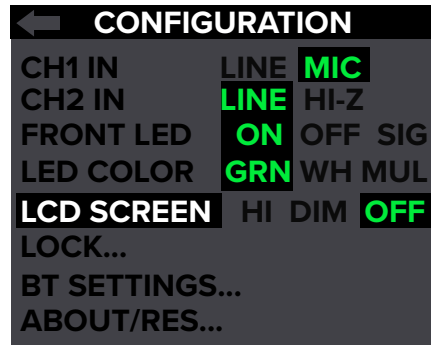 CONFIGURATION
CH1 IN LINE MIC
CH2 IN LINE HI-Z
FRONT LED ON OFF SIG
LED COLOR GRN WH MUL
LCD SCREEN HI DIM OFF
LOCK...
BT SETTINGS...
ABOUT/RES...